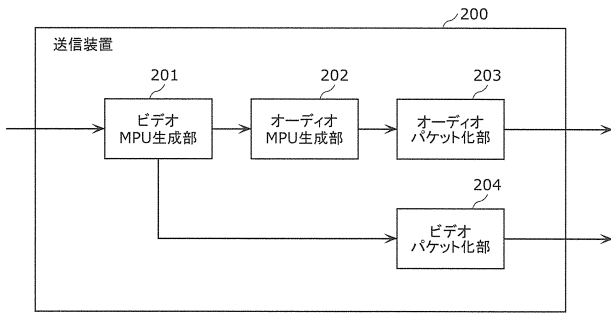 200
送信装置
201
202
203
ビデオ
MPU生成部
オーディオ
MPU生成部
オーディオ
パケット化部
204
ビデオ
パケット化部